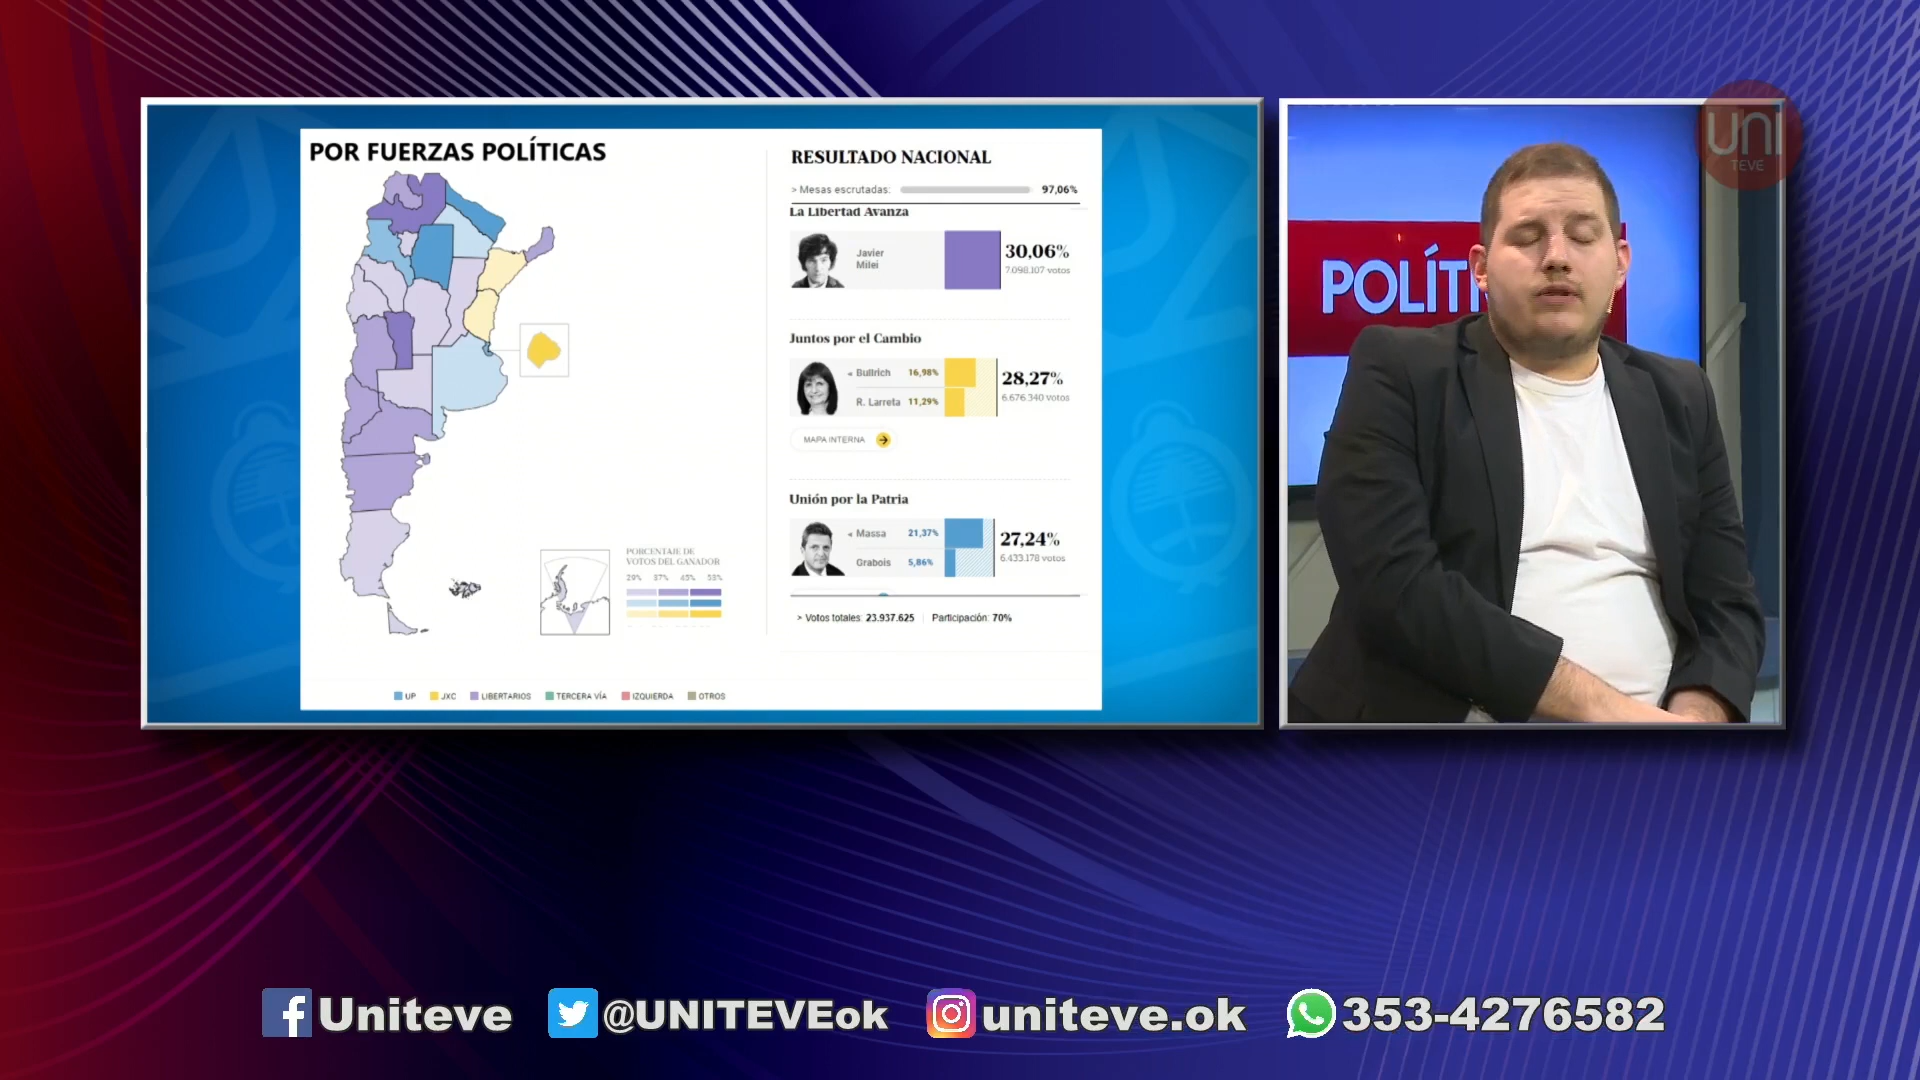 POR FUERZAS POLÍTICAS
PORCENTAJE DE
VOTOS DEL GANADOR
29% 37% 45% 53%
UP JXC LIBERTARIOS TERCERA VÍA IZQUIERDA OTROS
RESULTADO NACIONAL
> Mesas escrutadas: 97,06%
La Libertad Avanza
Javier
Milei
30,06%
7.098.107 votos
Juntos por el Cambio
Bullrich 16,98%
R. Larreta 11,29%
28,27%
6.676.340 votos
MAPA INTERNA
Unión por la Patria
Massa 21,37%
Grabois 5,86%
27,24%
6.433.178 votos
> Votos totales: 23.937.625 Participación: 70%
UNI
TEVE
POLÍTI
Uniteve @UNITEVEok uniteve.ok 353-4276582